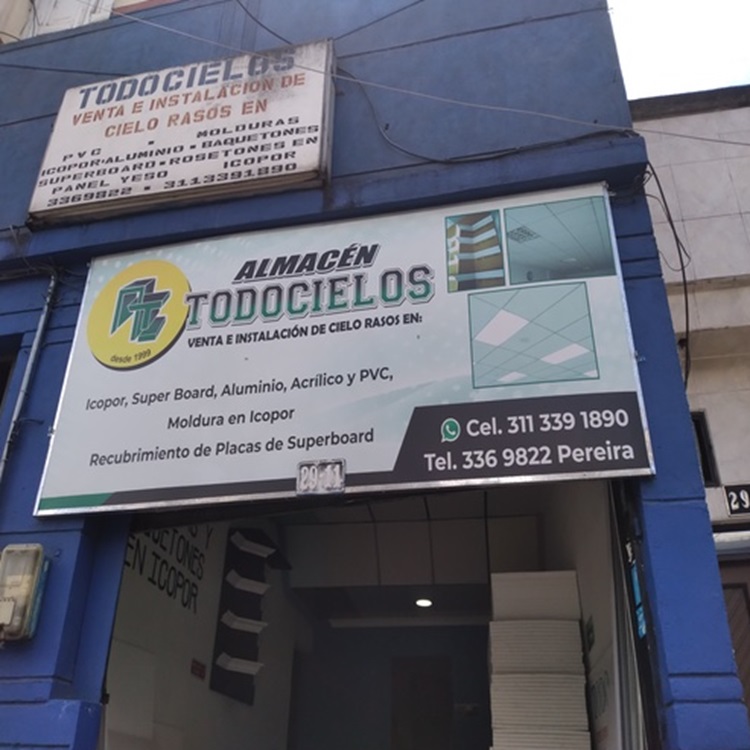 TODOCIELOS
VENTA E INSTALACION DE
CIELO RASOS EN
PVC ▪ MOLDURAS
ICOPOR·ALUMINIO▪BAQUETONES
SUPERBOARD▪ROSETONES EN
PANEL YESO ICOPOR
3369822 ▪ 3113391890
ALMACÉN
TODOCIELOS
VENTA E INSTALACIÓN DE CIELO RASOS EN:
ATC
desde 1999
Icopor, Super Board, Aluminio, Acrílico y PVC,
Moldura en Icopor
Recubrimiento de Placas de Superboard
Cel. 311 339 1890
Tel. 336 9822 Pereira
29-11
29
Y
EN ICOPOR